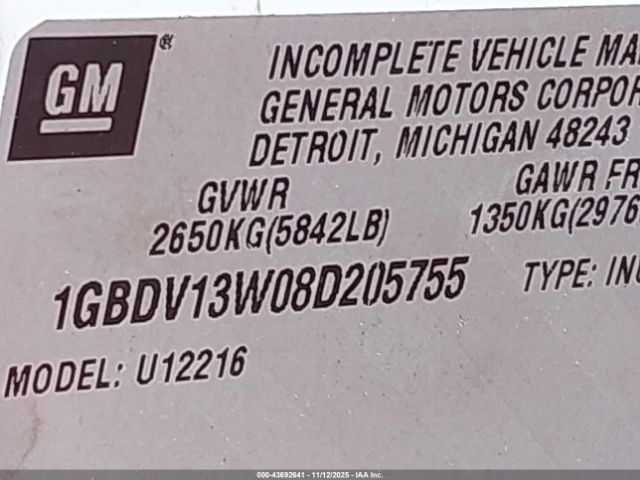 GM
INCOMPLETE VEHICLE MA
GENERAL MOTORS CORPOR
DETROIT, MICHIGAN 48243
GVWR GAWR FR
2650KG(5842LB) 1350KG(2976
1GBDV13W08D205755 TYPE: IN
MODEL: U12216
000-43692641 - 11/12/2025 - IAA Inc.